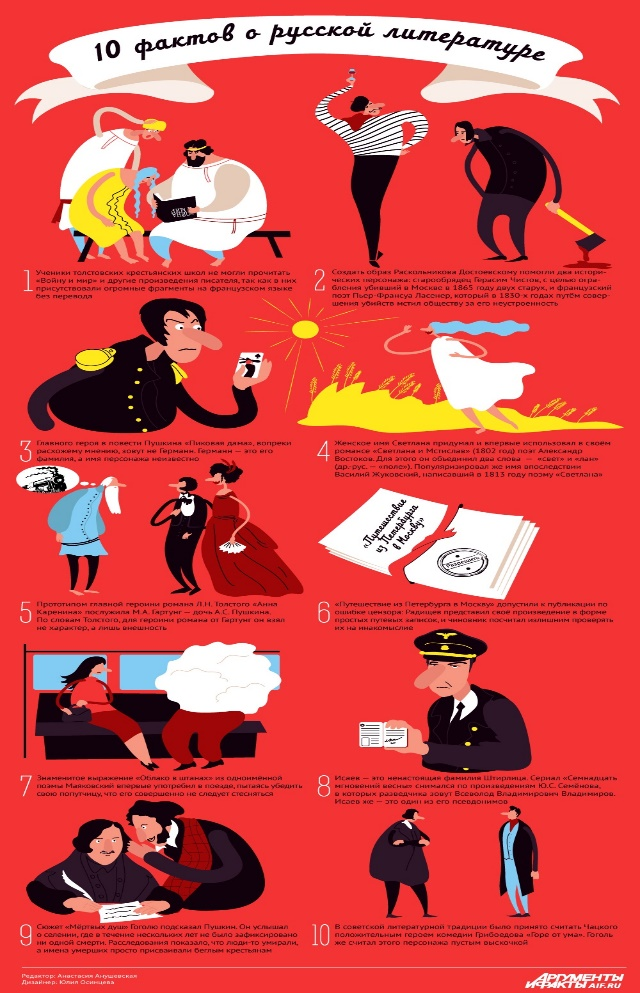 10 фактов о русской литературе
1 Ученики толстовских крестьянских школ не могли прочитать
«Войну и мир» и другие произведения писателя, так как в них
присутствовали огромные фрагменты на французском языке
без перевода
2 Создать образ Раскольникова Достоевскому помогли два истори-
ческих персонажа: старообрядец Герасим Чистов, с целью огра-
бления убивший в Москве в 1865 году двух старух, и французский
поэт Пьер-Франсуа Ласенер, который в 1830-х годах путём совер-
шения убийств мстил обществу за его неустроенность
3 Главного героя в повести Пушкина «Пиковая дама», вопреки
расхожему мнению, зовут не Германн. Германн — это его
фамилия, а имя персонажа неизвестно
4 Женское имя Светлана придумал и впервые использовал в своём
романсе «Светлана и Мстислав» (1802 год) поэт Александр
Востоков. Для этого он объединил два слова — «свет» и «лан»
(др.-рус. — «поле»). Популяризировал же имя впоследствии
Василий Жуковский, написавший в 1813 году поэму «Светлана»
5 Прототипом главной героини романа Л.Н. Толстого «Анна
Каренина» послужила М.А. Гартунг — дочь А.С. Пушкина.
По словам Толстого, для героини романа от Гартунг он взял
не характер, а лишь внешность
«Путешествие
из Петербурга
в Москву»
Разрешить
6 «Путешествие из Петербурга в Москву» допустили к публикации по
ошибке цензора: Радищев представил своё произведение в форме
простых путевых записок, и чиновник посчитал излишним проверять
их на инакомыслие
7 Знаменитое выражение «Облако в штанах» из одноимённой
поэмы Маяковский впервые употребил в поезде, пытаясь убедить
свою попутчицу, что его совершенно не следует стесняться
8 Исаев — это ненастоящая фамилия Штирлица. Сериал «Семнадцать
мгновений весны» снимался по произведениям Ю.С. Семёнова,
в которых разведчика зовут Всеволод Владимирович Владимиров.
Исаев же — это один из его псевдонимов
9 Сюжет «Мёртвых душ» Гоголю подсказал Пушкин. Он услышал
о селении, где в течение нескольких лет не было зафиксировано
ни одной смерти. Расследования показало, что люди-то умирали,
а имена умерших просто присваивали беглым крестьянам
10 В советской литературной традиции было принято считать Чацкого
положительным героем комедии Грибоедова «Горе от ума». Гоголь
же считал этого персонажа пустым выскочкой
Редактор: Анастасия Анушевская
Дизайнер: Юлия Осинцева
АРГУМЕНТЫ
И ФАКТЫ AIF.RU